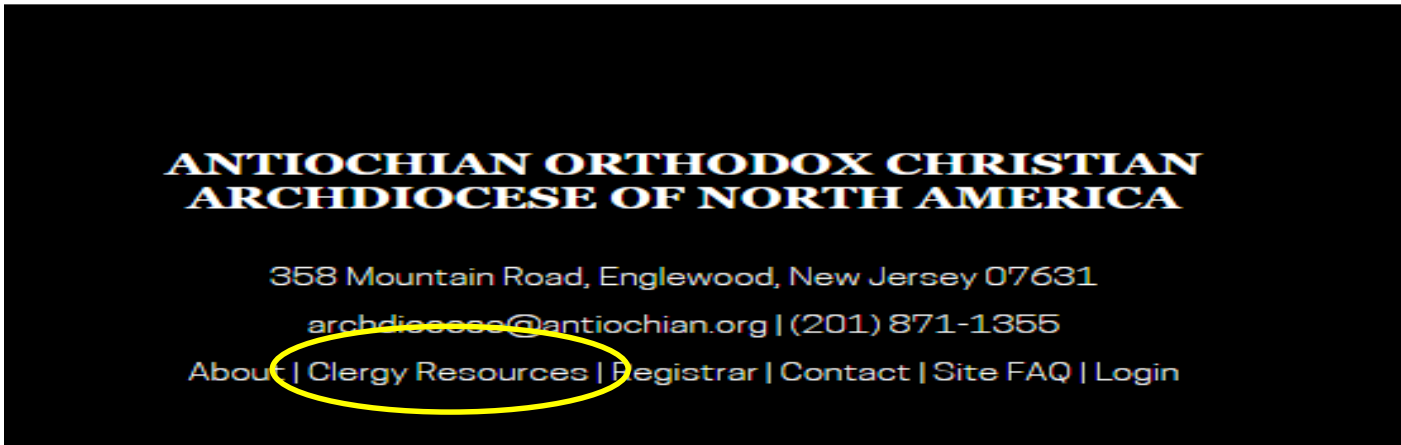 ANTIOCHIAN ORTHODOX CHRISTIAN
ARCHDIOCESE OF NORTH AMERICA
358 Mountain Road, Englewood, New Jersey 07631
archdiocese@antiochian.org | (201) 871-1355
About | Clergy Resources | Registrar | Contact | Site FAQ | Login